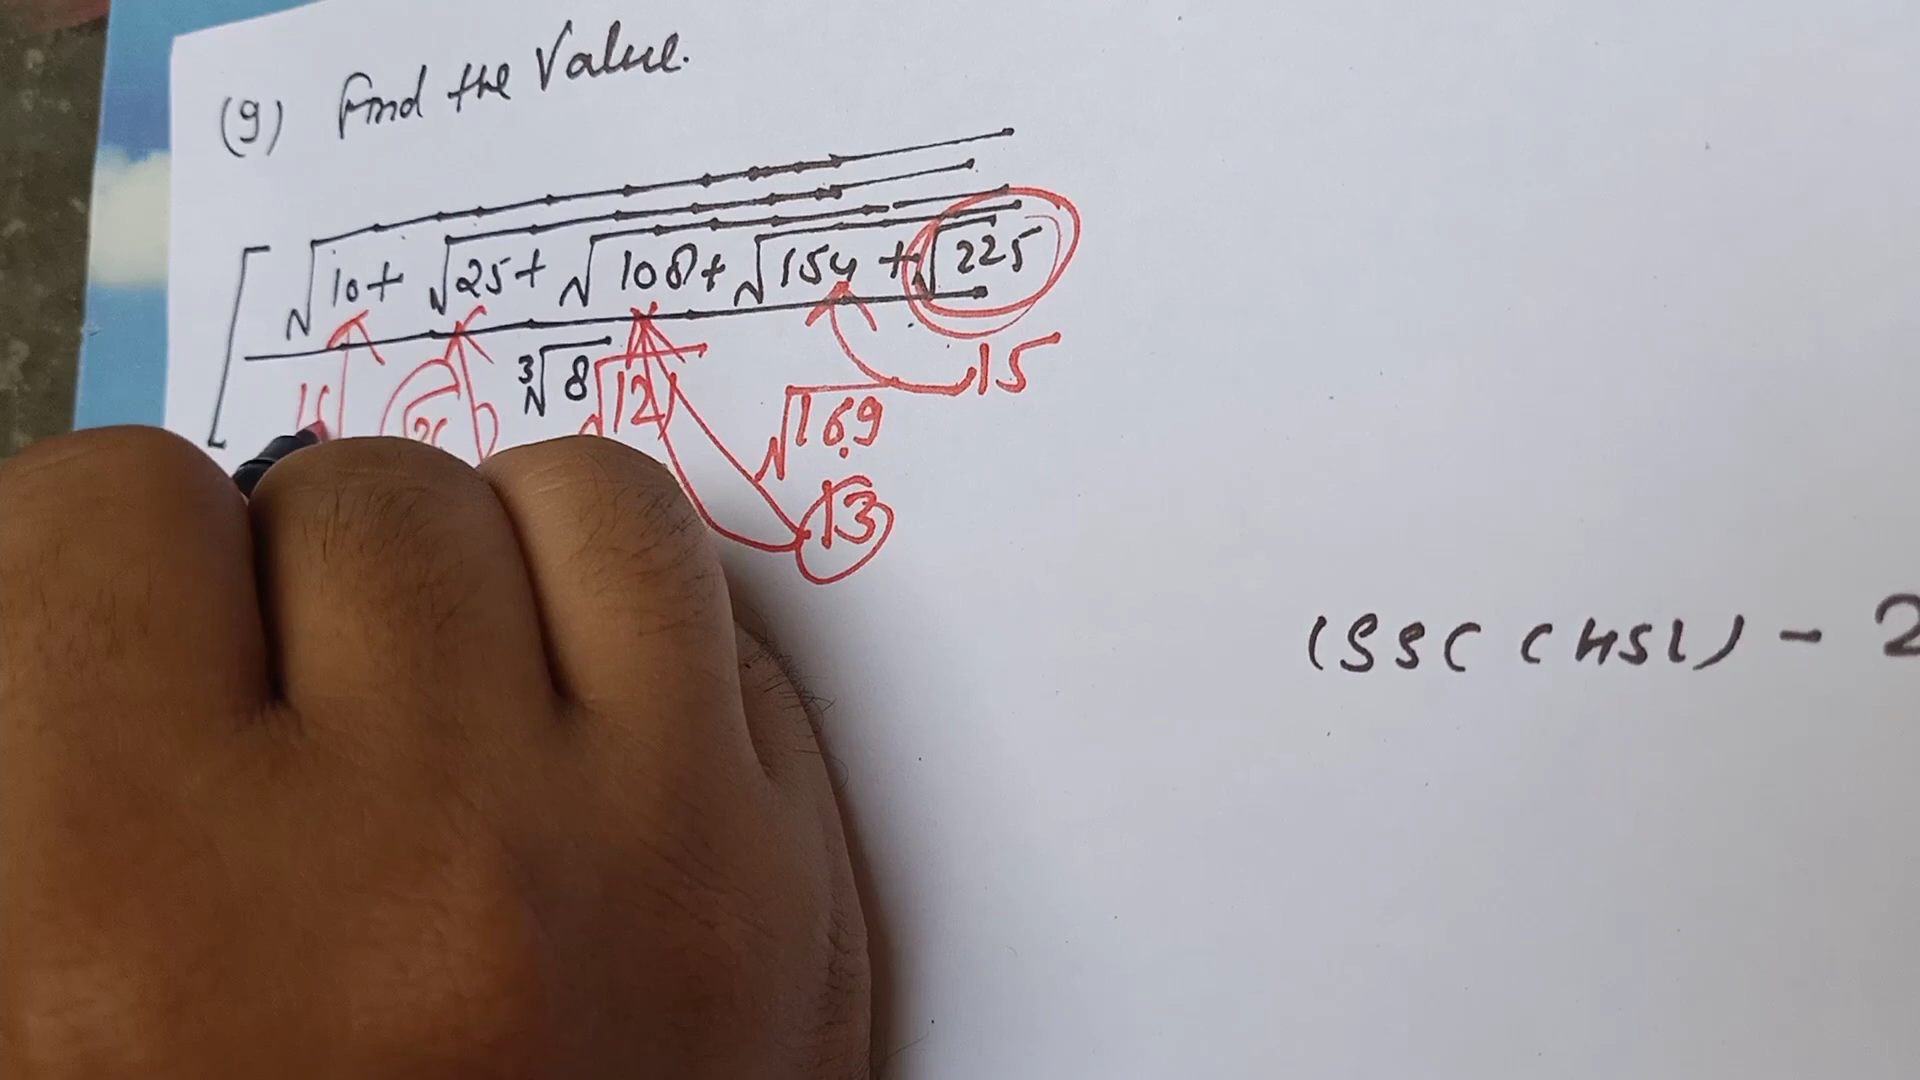 (9) Find the Value.
[ √10+ √25+ √108+ √154 + √225
∛8
√12
15
√169
13
(SSC CHSL) - 2